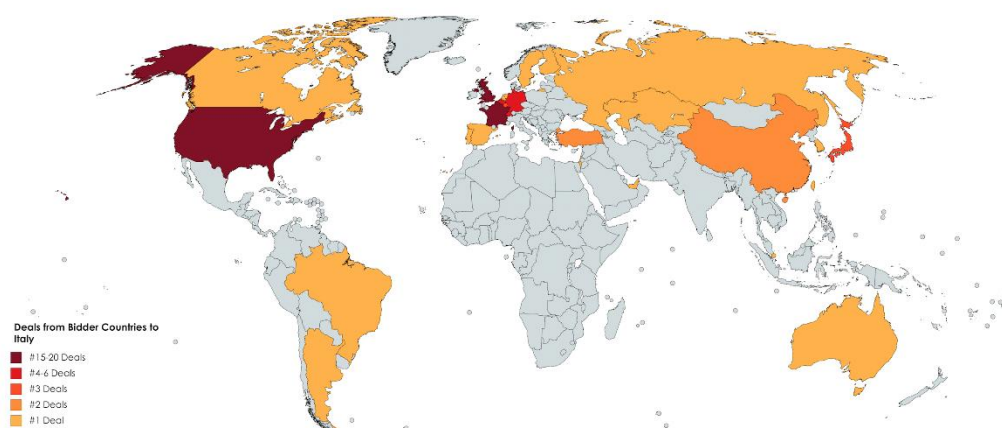 Deals from Bidder Countries to
Italy
#15-20 Deals
#4-6 Deals
#3 Deals
#2 Deals
#1 Deal